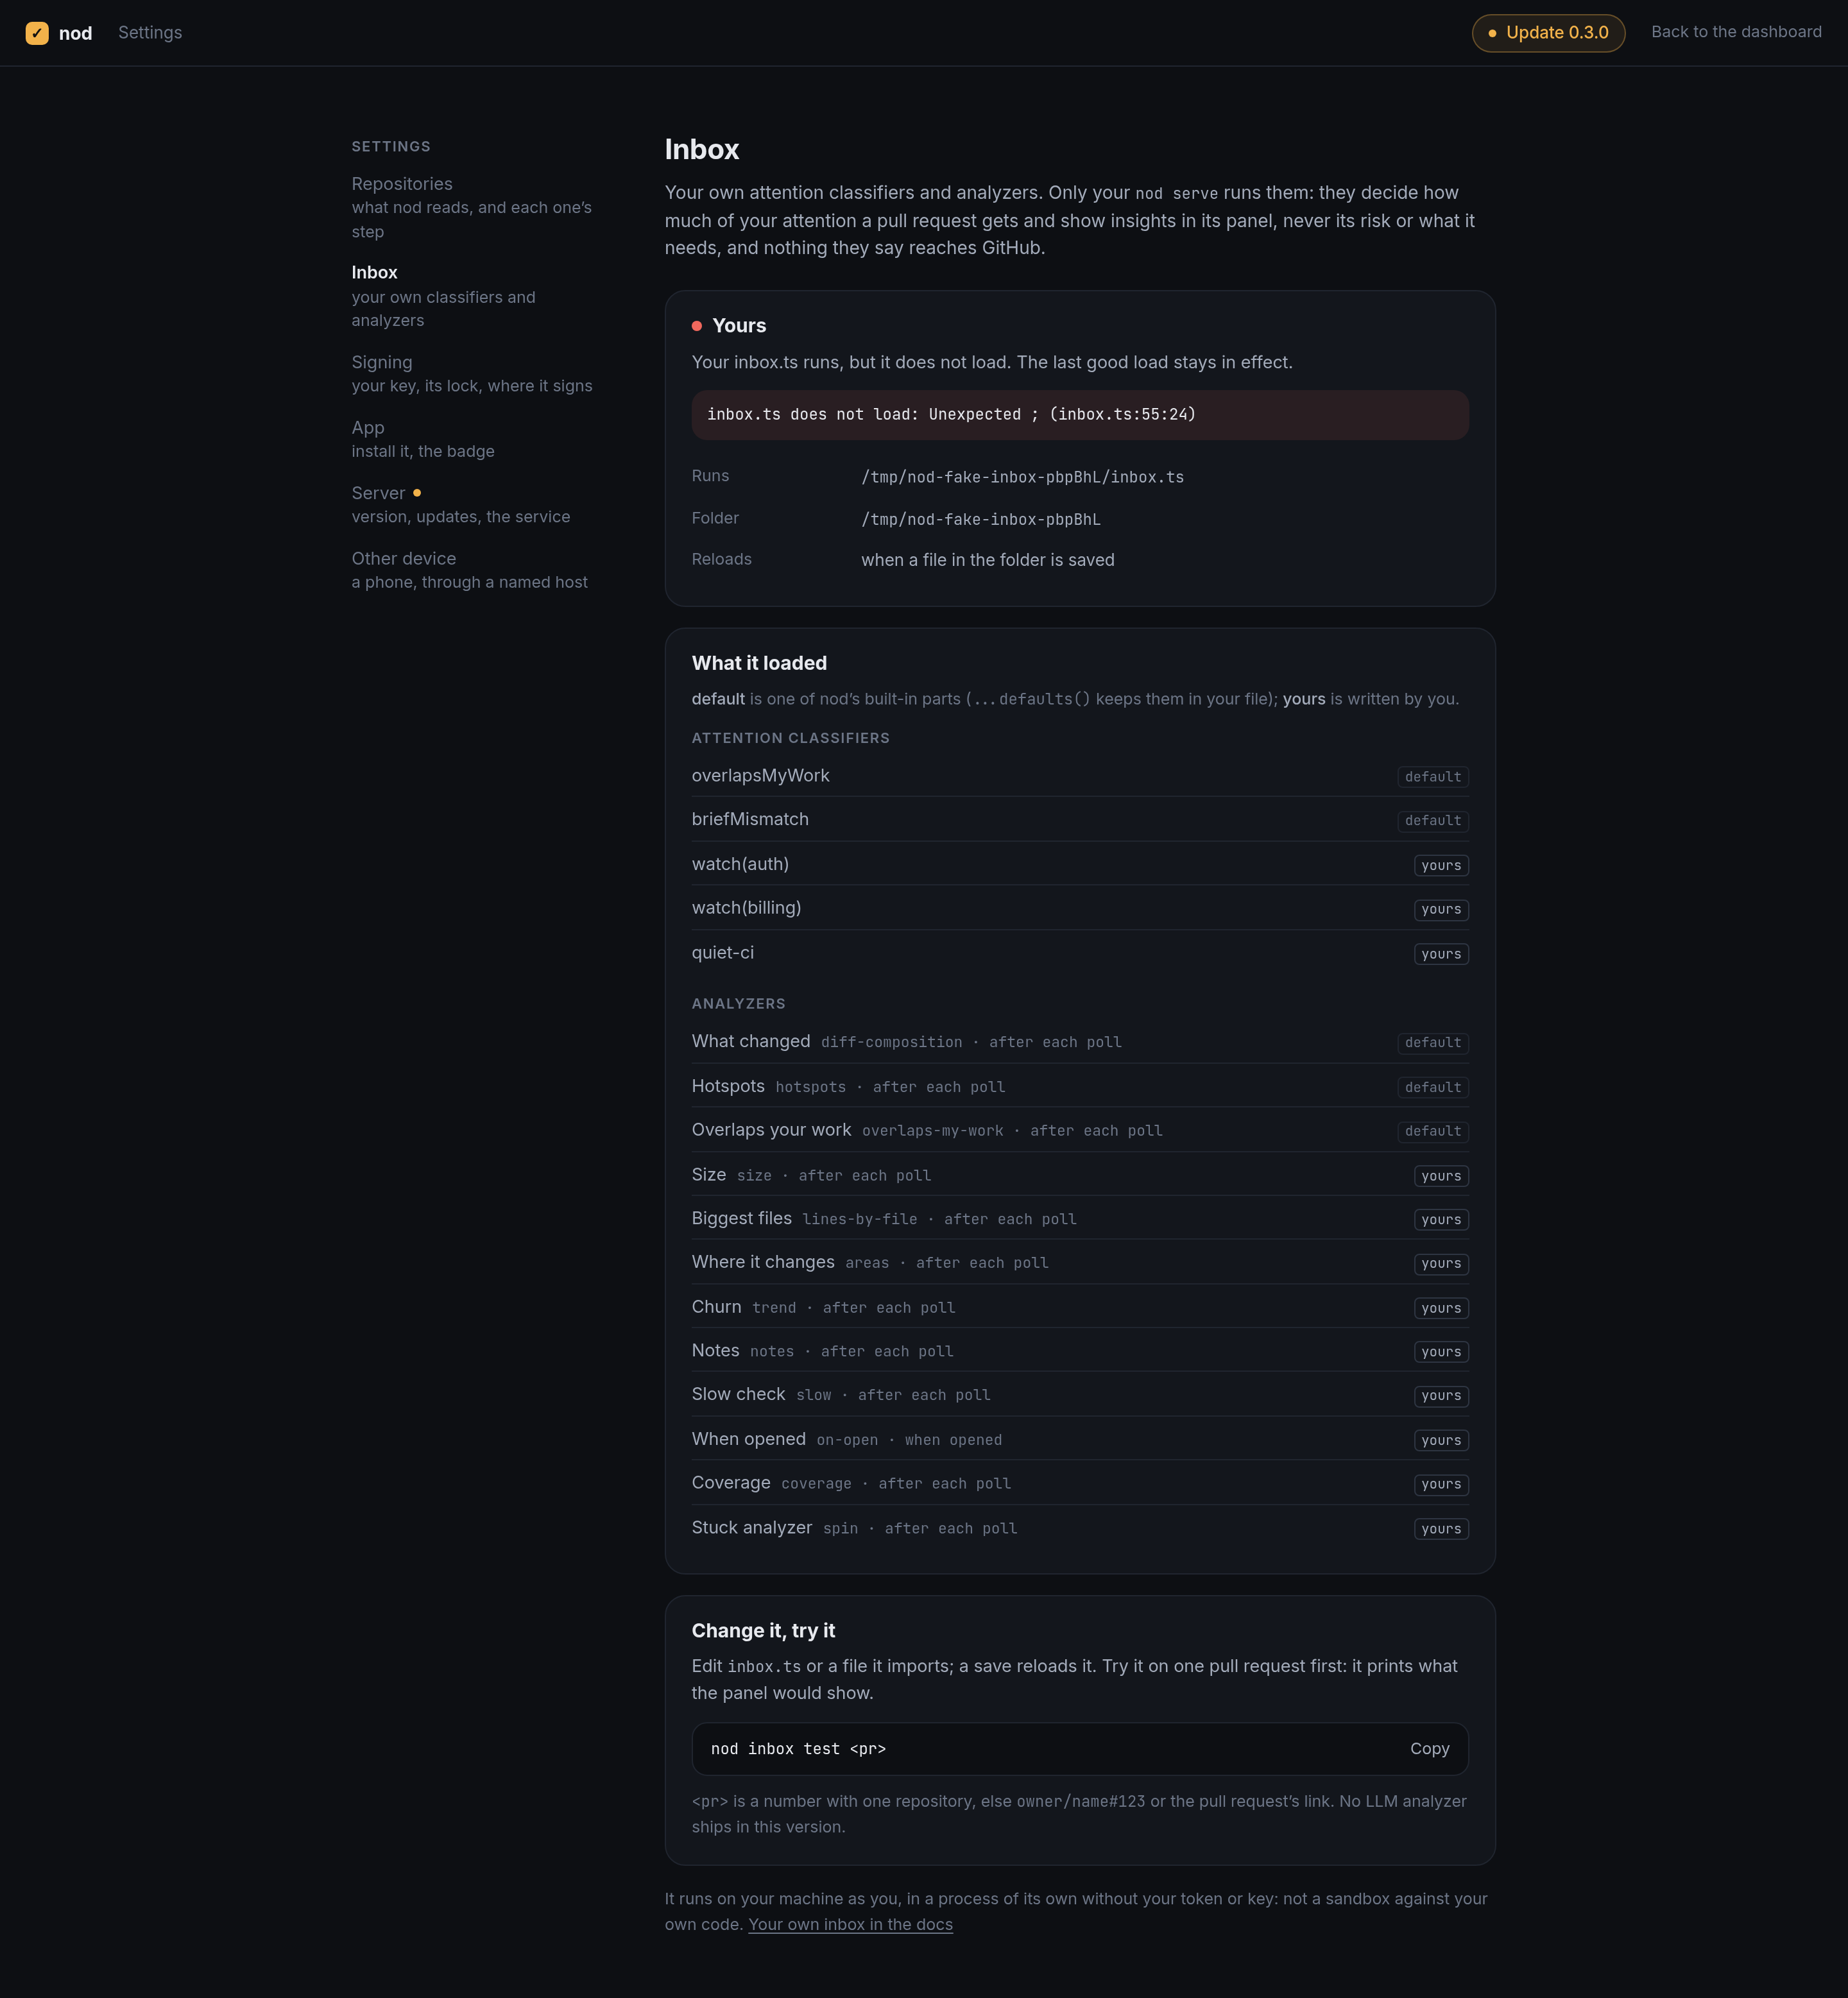 ✓ nod Settings
Update 0.3.0
Back to the dashboard
SETTINGS
Repositories
what nod reads, and each one’s
step
Inbox
your own classifiers and
analyzers
Signing
your key, its lock, where it signs
App
install it, the badge
Server
version, updates, the service
Other device
a phone, through a named host
Inbox
Your own attention classifiers and analyzers. Only your nod serve runs them: they decide how
much of your attention a pull request gets and show insights in its panel, never its risk or what it
needs, and nothing they say reaches GitHub.
Yours
Your inbox.ts runs, but it does not load. The last good load stays in effect.
inbox.ts does not load: Unexpected ; (inbox.ts:55:24)
Runs /tmp/nod-fake-inbox-pbpBhL/inbox.ts
Folder /tmp/nod-fake-inbox-pbpBhL
Reloads when a file in the folder is saved
What it loaded
default is one of nod’s built-in parts (...defaults() keeps them in your file); yours is written by you.
ATTENTION CLASSIFIERS
overlapsMyWork default
briefMismatch default
watch(auth) yours
watch(billing) yours
quiet-ci yours
ANALYZERS
What changed diff-composition · after each poll default
Hotspots hotspots · after each poll default
Overlaps your work overlaps-my-work · after each poll default
Size size · after each poll yours
Biggest files lines-by-file · after each poll yours
Where it changes areas · after each poll yours
Churn trend · after each poll yours
Notes notes · after each poll yours
Slow check slow · after each poll yours
When opened on-open · when opened yours
Coverage coverage · after each poll yours
Stuck analyzer spin · after each poll yours
Change it, try it
Edit inbox.ts or a file it imports; a save reloads it. Try it on one pull request first: it prints what
the panel would show.
nod inbox test <pr> Copy
<pr> is a number with one repository, else owner/name#123 or the pull request’s link. No LLM analyzer
ships in this version.
It runs on your machine as you, in a process of its own without your token or key: not a sandbox against your
own code. Your own inbox in the docs